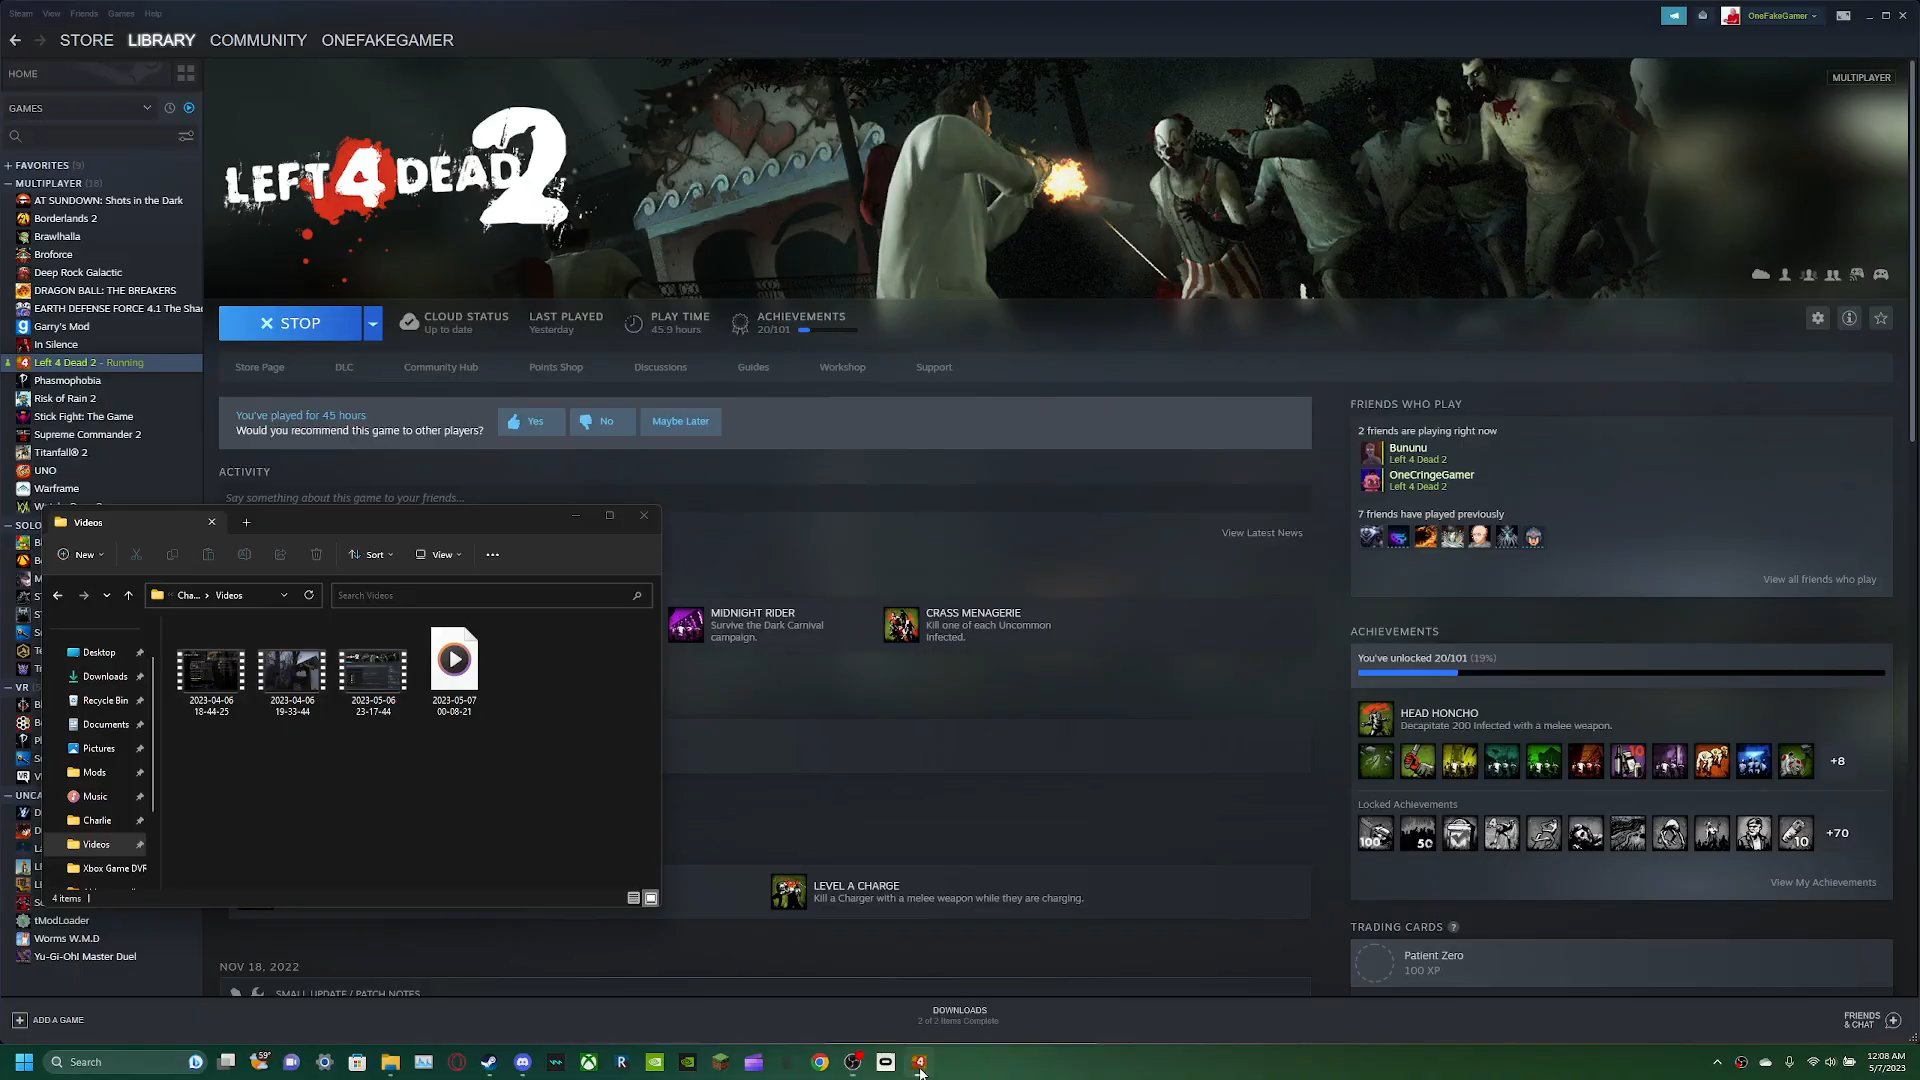 Steam View Friends Games Help
OneFakeGamer
STORE LIBRARY COMMUNITY ONEFAKEGAMER
HOME
GAMES
+ FAVORITES (9)
— MULTIPLAYER (18)
AT SUNDOWN: Shots in the Dark
Borderlands 2
Brawlhalla
Broforce
Deep Rock Galactic
DRAGON BALL: THE BREAKERS
EARTH DEFENSE FORCE 4.1 The Sha
Garry's Mod
In Silence
Left 4 Dead 2 - Running
Phasmophobia
Risk of Rain 2
Stick Fight: The Game
Supreme Commander 2
Titanfall® 2
UNO
Warframe
— SOLO
— VR
— UNCA
tModLoader
Worms W.M.D
Yu-Gi-Oh! Master Duel
LEFT 4 DEAD 2
MULTIPLAYER
STOP
CLOUD STATUS
Up to date
LAST PLAYED
Yesterday
PLAY TIME
45.9 hours
ACHIEVEMENTS
20/101
Store Page DLC Community Hub Points Shop Discussions Guides Workshop Support
You've played for 45 hours
Would you recommend this game to other players?
Yes No Maybe Later
ACTIVITY
Say something about this game to your friends...
View Latest News
MIDNIGHT RIDER
Survive the Dark Carnival
campaign.
CRASS MENAGERIE
Kill one of each Uncommon
Infected.
LEVEL A CHARGE
Kill a Charger with a melee weapon while they are charging.
NOV 18, 2022
SMALL UPDATE / PATCH NOTES
FRIENDS WHO PLAY
2 friends are playing right now
Bununu
Left 4 Dead 2
OneCringeGamer
Left 4 Dead 2
7 friends have played previously
View all friends who play
ACHIEVEMENTS
You've unlocked 20/101 (19%)
HEAD HONCHO
Decapitate 200 Infected with a melee weapon.
+8
Locked Achievements
100 50 10 +70
View My Achievements
TRADING CARDS ?
Patient Zero
100 XP
Videos
New Sort View
Cha... > Videos
Search Videos
Desktop
Downloads
Recycle Bin
Documents
Pictures
Mods
Music
Charlie
Videos
Xbox Game DVR
2023-04-06
18-44-25
2023-04-06
19-33-44
2023-05-06
23-17-44
2023-05-07
00-08-21
4 items
ADD A GAME
DOWNLOADS
2 of 2 Items Complete
FRIENDS
& CHAT
Search
59°
12:08 AM
5/7/2023